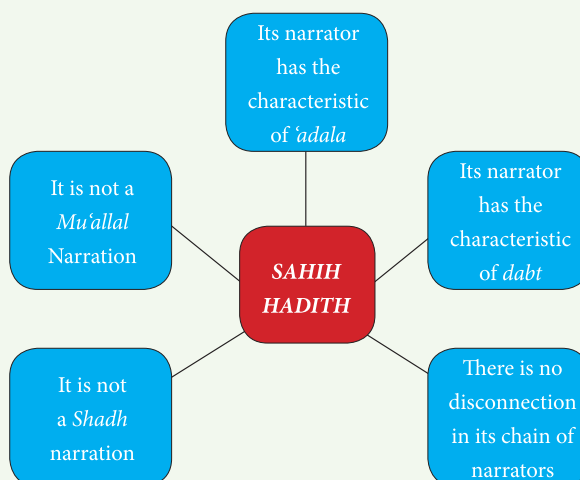 Its narrator
has the
characteristic
of ‘adala
It is not a
Mu‘allal
Narration
Its narrator
has the
characteristic
of dabt
SAHIH
HADITH
It is not
a Shadh
narration
There is no
disconnection
in its chain of
narrators